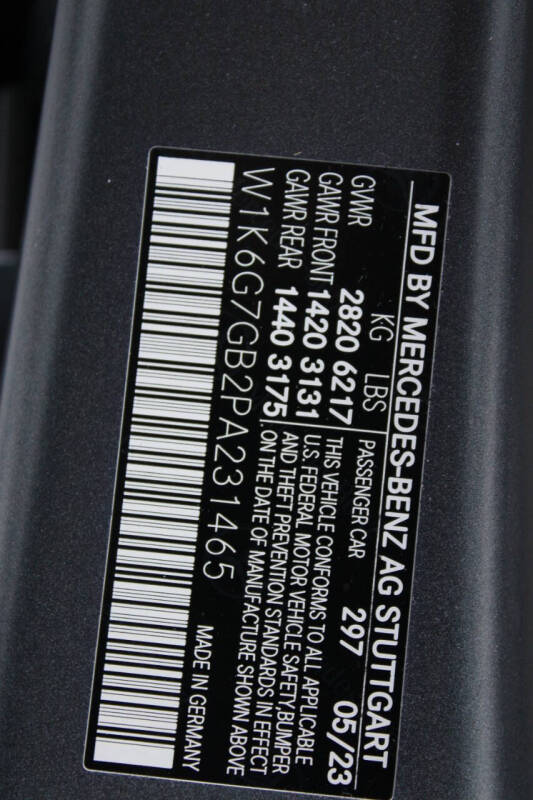 MFD BY MERCEDES-BENZ AG STUTTGART
KG LBS PASSENGER CAR 297 05/23
GVWR 2820 6217 THIS VEHICLE CONFORMS TO ALL APPLICABLE
GAWR FRONT 1420 3131 U.S. FEDERAL MOTOR VEHICLE SAFETY,BUMPER
GAWR REAR 1440 3175 AND THEFT PREVENTION STANDARDS IN EFFECT
ON THE DATE OF MANUFACTURE SHOWN ABOVE
W1K6G7GB2PA231465 MADE IN GERMANY